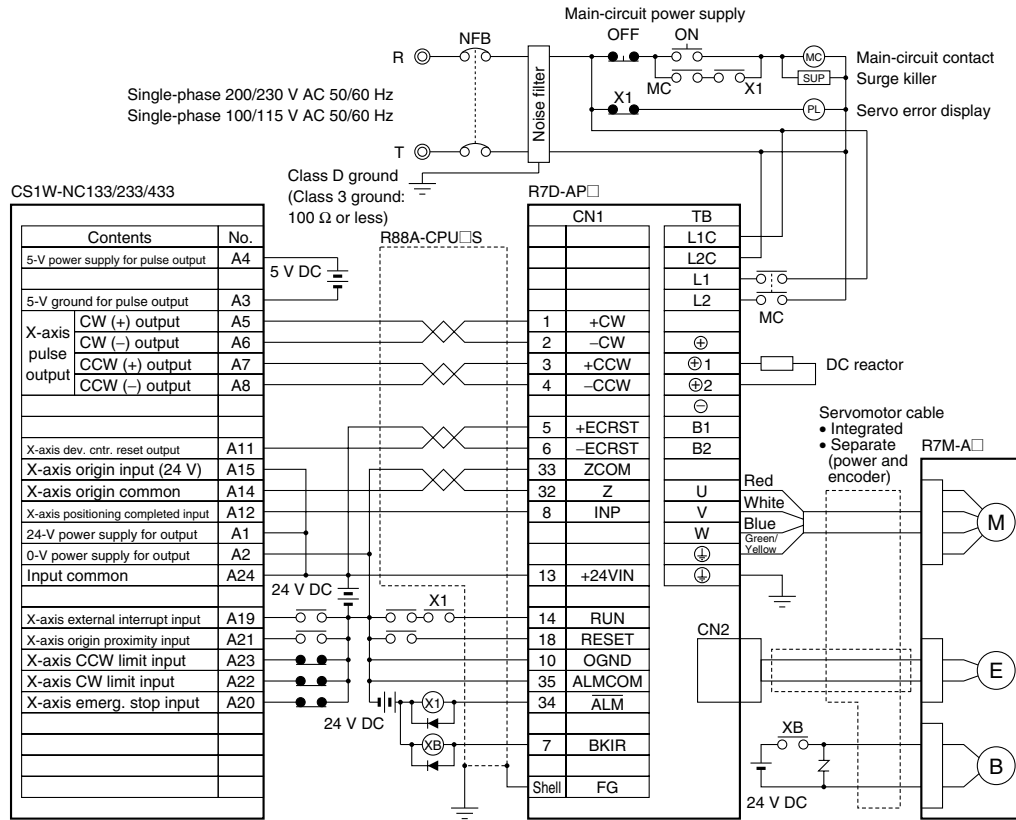 Main-circuit power supply
OFF ON
NFB
R
MC
Main-circuit contact
SUP
Surge killer
MC X1
Noise filter
X1
PL
Servo error display
Single-phase 200/230 V AC 50/60 Hz
Single-phase 100/115 V AC 50/60 Hz
T
Class D ground
(Class 3 ground:
100 Ω or less)
CS1W-NC133/233/433
R7D-AP□
R88A-CPU□S
Contents No.
5-V power supply for pulse output A4
5-V ground for pulse output A3
X-axis pulse output
CW (+) output A5
CW (−) output A6
CCW (+) output A7
CCW (−) output A8
X-axis dev. cntr. reset output A11
X-axis origin input (24 V) A15
X-axis origin common A14
X-axis positioning completed input A12
24-V power supply for output A1
0-V power supply for output A2
Input common A24
X-axis external interrupt input A19
X-axis origin proximity input A21
X-axis CCW limit input A23
X-axis CW limit input A22
X-axis emerg. stop input A20
5 V DC
24 V DC
X1
24 V DC
X1
XB
CN1
1 +CW
2 −CW
3 +CCW
4 −CCW
5 +ECRST
6 −ECRST
33 ZCOM
32 Z
8 INP
13 +24VIN
14 RUN
18 RESET
10 OGND
35 ALMCOM
34 ALM
7 BKIR
Shell FG
TB
L1C
L2C
L1
L2
⊕
⊕1
⊕2
⊖
B1
B2
U
V
W
MC
DC reactor
Red
White
Blue
Green/
Yellow
CN2
Servomotor cable
• Integrated
• Separate
(power and
encoder)
R7M-A□
M
E
XB
B
24 V DC